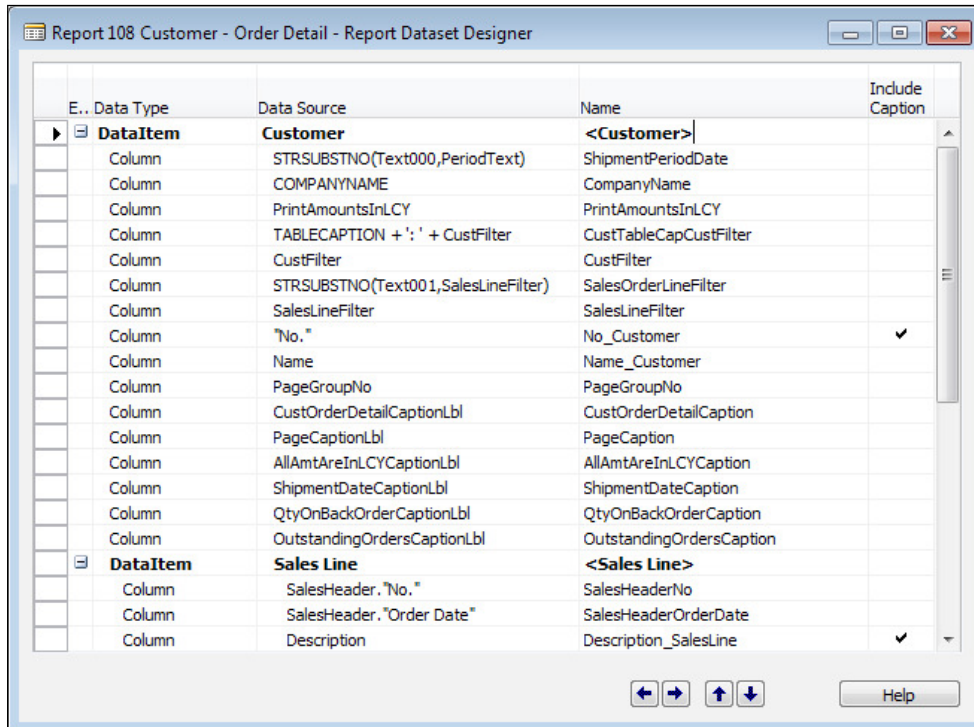 Report 108 Customer - Order Detail - Report Dataset Designer
E.. Data Type Data Source Name Include Caption
DataItem Customer <Customer>
Column STRSUBSTNO(Text000,PeriodText) ShipmentPeriodDate
Column COMPANYNAME CompanyName
Column PrintAmountsInLCY PrintAmountsInLCY
Column TABLECAPTION + ': ' + CustFilter CustTableCapCustFilter
Column CustFilter CustFilter
Column STRSUBSTNO(Text001,SalesLineFilter) SalesOrderLineFilter
Column SalesLineFilter SalesLineFilter
Column "No." No_Customer
Column Name Name_Customer
Column PageGroupNo PageGroupNo
Column CustOrderDetailCaptionLbl CustOrderDetailCaption
Column PageCaptionLbl PageCaption
Column AllAmtAreInLCYCaptionLbl AllAmtAreInLCYCaption
Column ShipmentDateCaptionLbl ShipmentDateCaption
Column QtyOnBackOrderCaptionLbl QtyOnBackOrderCaption
Column OutstandingOrdersCaptionLbl OutstandingOrdersCaption
DataItem Sales Line <Sales Line>
Column SalesHeader."No." SalesHeaderNo
Column SalesHeader."Order Date" SalesHeaderOrderDate
Column Description Description_SalesLine
Help